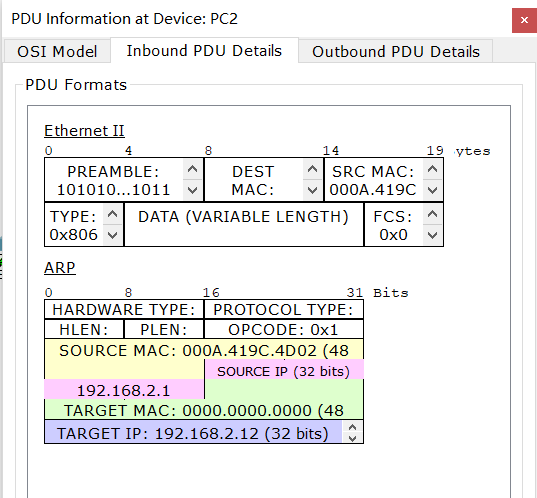 PDU Information at Device: PC2
OSI Model Inbound PDU Details Outbound PDU Details
PDU Formats
Ethernet II
0 4 8 14 19 ytes
PREAMBLE: DEST SRC MAC:
101010...1011 MAC: 000A.419C
TYPE: DATA (VARIABLE LENGTH) FCS:
0x806 0x0
ARP
0 8 16 31 Bits
HARDWARE TYPE: PROTOCOL TYPE:
HLEN: PLEN: OPCODE: 0x1
SOURCE MAC: 000A.419C.4D02 (48
SOURCE IP (32 bits)
192.168.2.1
TARGET MAC: 0000.0000.0000 (48
TARGET IP: 192.168.2.12 (32 bits)